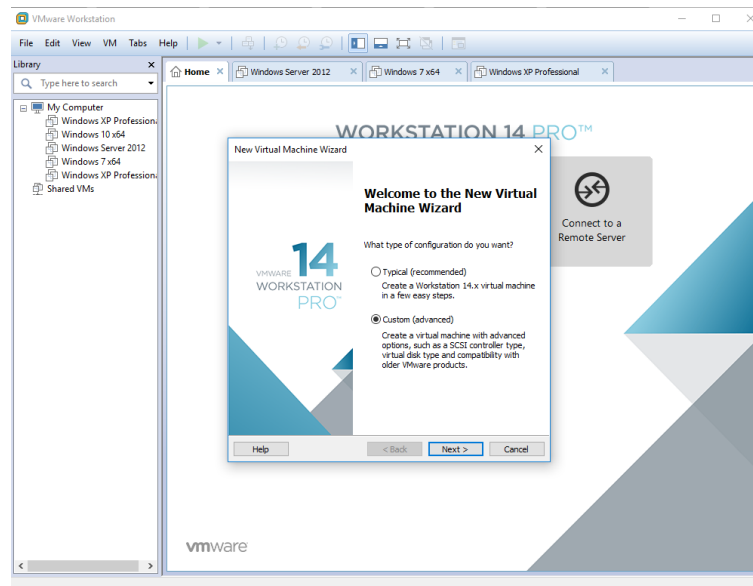 VMware Workstation
File Edit View VM Tabs Help
Library
Type here to search
Home
Windows Server 2012
Windows 7 x64
Windows XP Professional
My Computer
Windows XP Profession
Windows 10 x64
Windows Server 2012
Windows 7 x64
Windows XP Profession
Shared VMs
WORKSTATION 14 PRO™
Connect to a
Remote Server
New Virtual Machine Wizard
VMWARE 14
WORKSTATION
PRO™
Welcome to the New Virtual
Machine Wizard
What type of configuration do you want?
Typical (recommended)
Create a Workstation 14.x virtual machine
in a few easy steps.
Custom (advanced)
Create a virtual machine with advanced
options, such as a SCSI controller type,
virtual disk type and compatibility with
older VMware products.
Help
< Back
Next >
Cancel
vmware